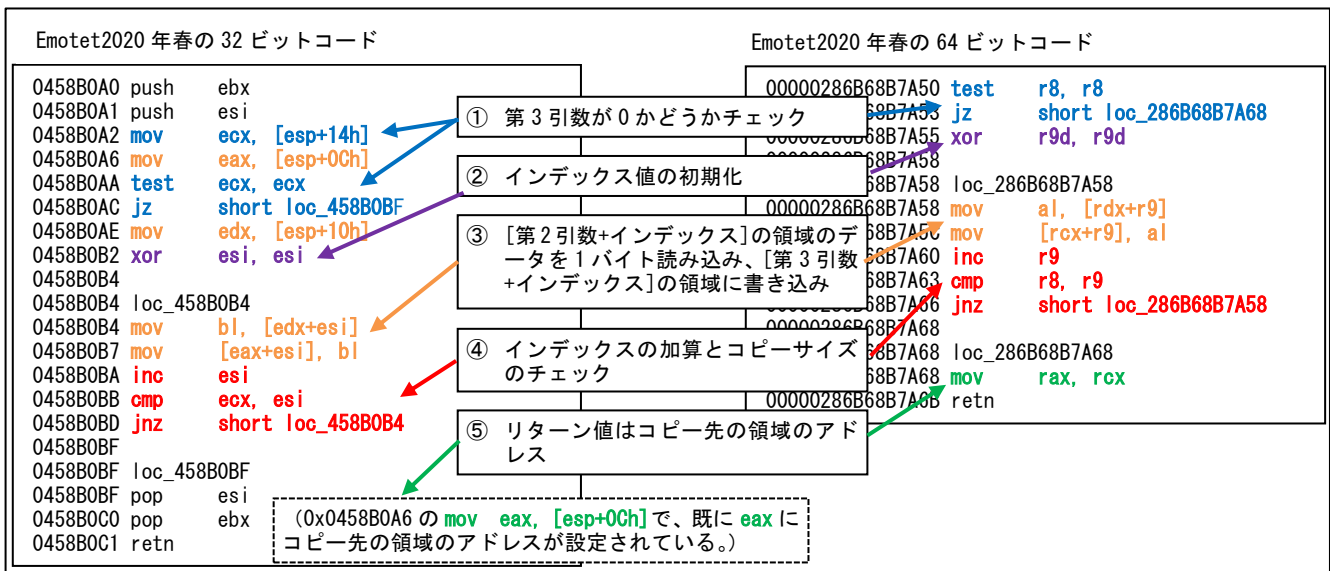 Emotet2020 年春の 32 ビットコード
0458B0A0 push ebx
0458B0A1 push esi
0458B0A2 mov ecx, [esp+14h]
0458B0A6 mov eax, [esp+0Ch]
0458B0AA test ecx, ecx
0458B0AC jz short loc_458B0BF
0458B0AE mov edx, [esp+10h]
0458B0B2 xor esi, esi
0458B0B4
0458B0B4 loc_458B0B4
0458B0B4 mov bl, [edx+esi]
0458B0B7 mov [eax+esi], bl
0458B0BA inc esi
0458B0BB cmp ecx, esi
0458B0BD jnz short loc_458B0B4
0458B0BF
0458B0BF loc_458B0BF
0458B0BF pop esi
0458B0C0 pop ebx
0458B0C1 retn
① 第 3 引数が 0 かどうかチェック
② インデックス値の初期化
③ [第 2 引数+インデックス]の領域のデ
ータを 1 バイト読み込み、[第 3 引数
+インデックス]の領域に書き込み
④ インデックスの加算とコピーサイズ
のチェック
⑤ リターン値はコピー先の領域のアド
レス
(0x0458B0A6 の mov eax, [esp+0Ch]で、既に eax に
コピー先の領域のアドレスが設定されている。)
Emotet2020 年春の 64 ビットコード
00000286B68B7A50 test r8, r8
68B7A53 jz short loc_286B68B7A68
00000286B68B7A55 xor r9d, r9d
68B7A58
68B7A58 loc_286B68B7A58
00000286B68B7A58 mov al, [rdx+r9]
68B7A5C mov [rcx+r9], al
68B7A60 inc r9
68B7A63 cmp r8, r9
68B7A66 jnz short loc_286B68B7A58
00000286B68B7A68
68B7A68 loc_286B68B7A68
68B7A68 mov rax, rcx
00000286B68B7A6B retn